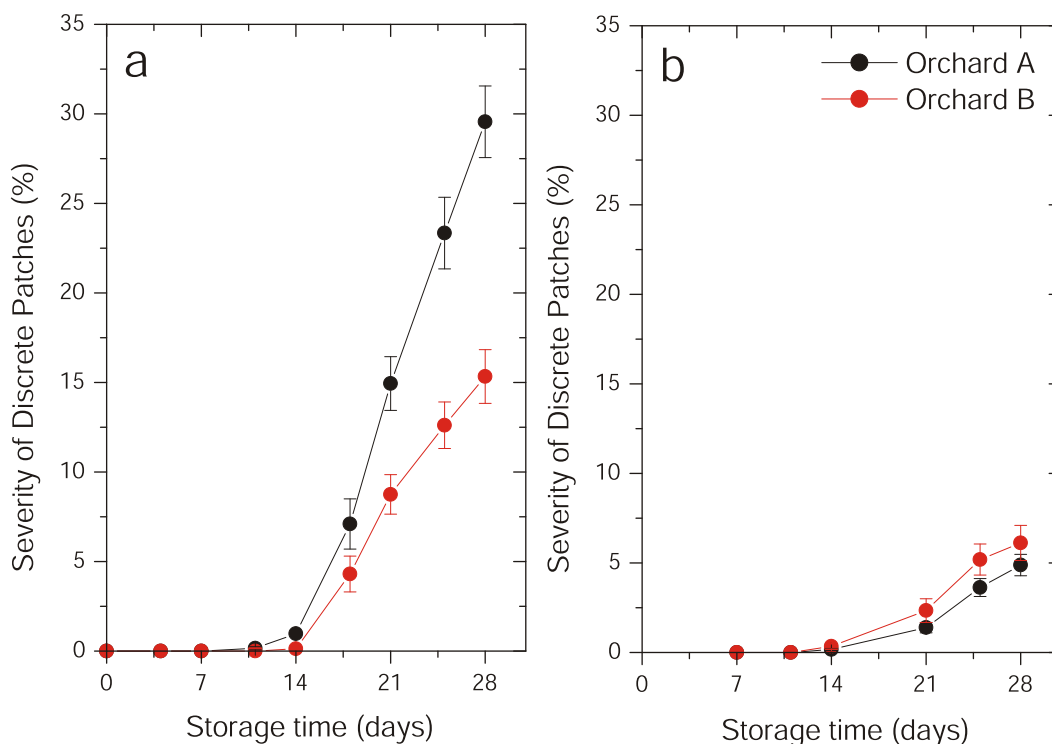 a
35
30
25
20
15
10
5
0
Severity of Discrete Patches (%)
0 7 14 21 28
Storage time (days)
b
Orchard A
Orchard B
35
30
25
20
15
10
5
0
Severity of Discrete Patches (%)
0 7 14 21 28
Storage time (days)